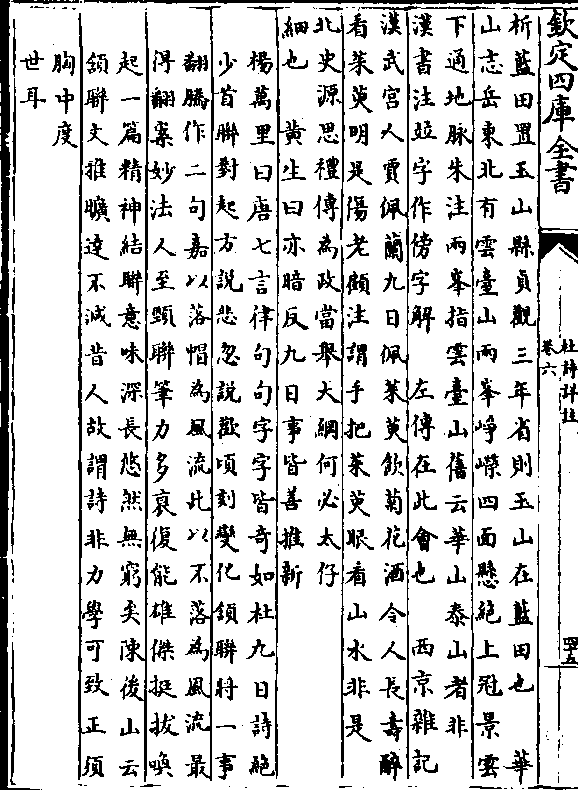 欽定四庫全書
杜詩詳註
卷六
四五
析藍田置玉山縣貞觀三年省則玉山在藍田也　華
山志岳東北有雲臺山兩峯崢嶸四面懸絶上冠景雲
下通地脉朱注兩峯指雲臺山舊云華山泰山者非
漢書注竝字作傍字解　左傳在此會也　西京雜記
漢武宮人賈佩蘭九日佩茱萸飲菊花酒令人長壽醉
看茱萸明是傷老顧注謂手把茱萸眼看山水非是
北史源思禮傳為政當舉大綱何必太仔
細也　黄生曰亦暗反九日事皆善推新
楊萬里曰唐七言律句句字字皆奇如杜九日詩絶
少首聯對起方説悲忽説歡頃刻變化頷聯將一事
翻騰作二句嘉以落帽為風流此以不落為風流最
得翻案妙法人至頸聯筆力多衰復能雄傑挺拔喚
起一篇精神結聯意味深長悠然無窮矣陳後山云
頷聯文推曠達不减昔人故謂詩非力學可致正須
胸中度
世耳